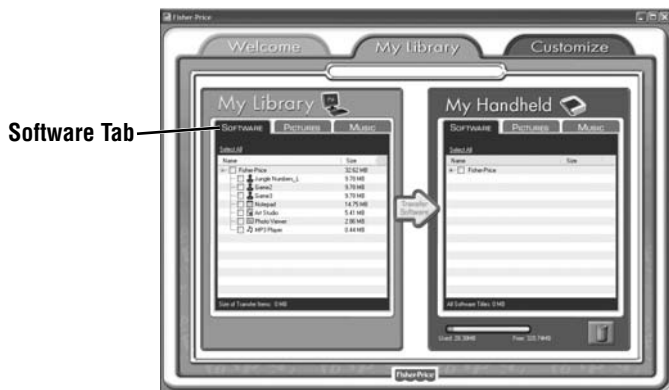 Fisher-Price
Welcome
My Library
Customize
Software Tab
My Library
SOFTWARE PICTURES MUSIC
Select All
Name Size
Fisher-Price 32.62 MB
Jungle Numbers_L 9.78 MB
Game2 9.78 MB
Game3 9.78 MB
Notepad 14.75 MB
Art Studio 5.41 MB
Photo Viewer 2.86 MB
MP3 Player 0.44 MB
Size of Transfer Items: 0 MB
Transfer
Software
My Handheld
SOFTWARE PICTURES MUSIC
Select All
Name Size
Fisher-Price
All Software Titles: 0 MB
Used: 28.39MB Free:
Fisher-Price